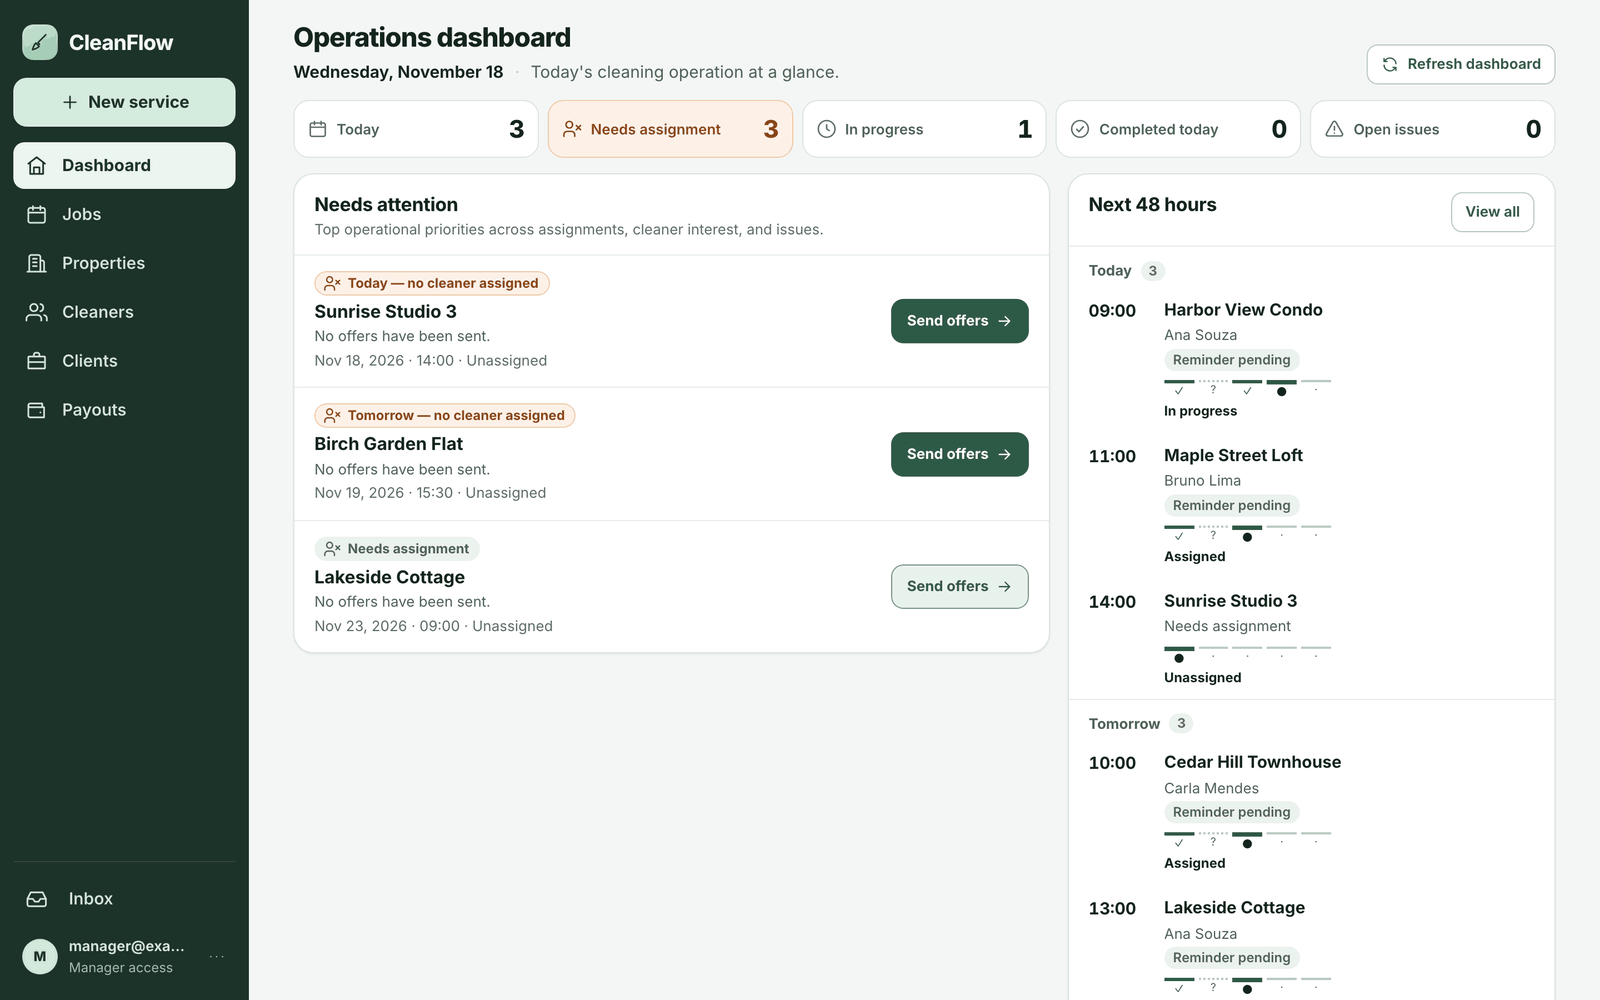 CleanFlow
New service
Dashboard
Jobs
Properties
Cleaners
Clients
Payouts
Inbox
M
manager@exa...
Manager access
...
Operations dashboard
Wednesday, November 18 · Today's cleaning operation at a glance.
Refresh dashboard
Today 3
Needs assignment 3
In progress 1
Completed today 0
Open issues 0
Needs attention
Top operational priorities across assignments, cleaner interest, and issues.
Today — no cleaner assigned
Sunrise Studio 3
No offers have been sent.
Nov 18, 2026 · 14:00 · Unassigned
Send offers →
Tomorrow — no cleaner assigned
Birch Garden Flat
No offers have been sent.
Nov 19, 2026 · 15:30 · Unassigned
Send offers →
Needs assignment
Lakeside Cottage
No offers have been sent.
Nov 23, 2026 · 09:00 · Unassigned
Send offers →
Next 48 hours
View all
Today 3
09:00 Harbor View Condo
Ana Souza
Reminder pending
✓ ? ✓ ● ·
In progress
11:00 Maple Street Loft
Bruno Lima
Reminder pending
✓ ? ● · ·
Assigned
14:00 Sunrise Studio 3
Needs assignment
● · · · ·
Unassigned
Tomorrow 3
10:00 Cedar Hill Townhouse
Carla Mendes
Reminder pending
✓ ? ● · ·
Assigned
13:00 Lakeside Cottage
Ana Souza
Reminder pending
✓ ? ● · ·